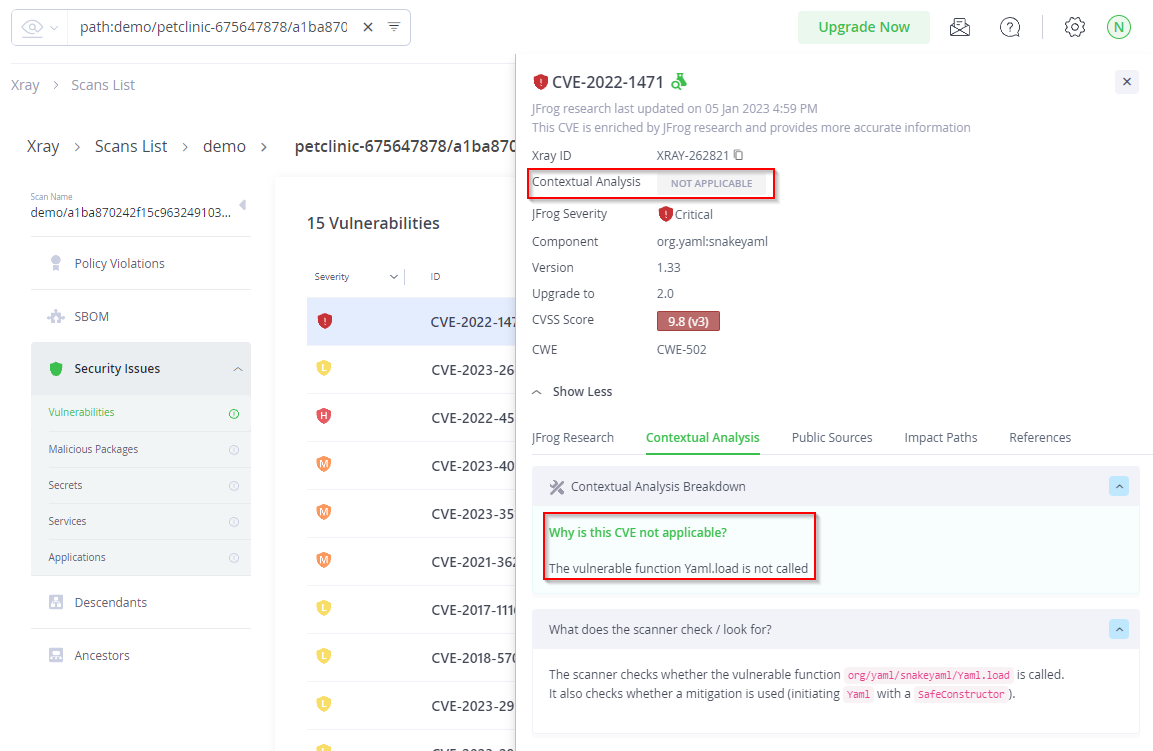 path:demo/petclinic-675647878/a1ba870
Upgrade Now
N
Xray > Scans List
Xray > Scans List > demo > petclinic-675647878/a1ba870
Scan Name
demo/a1ba870242f15c963249103...
Policy Violations
SBOM
Security Issues
Vulnerabilities
Malicious Packages
Secrets
Services
Applications
Descendants
Ancestors
15 Vulnerabilities
Severity ID
CVE-2022-147
L CVE-2023-26
H CVE-2022-45
M CVE-2023-40
M CVE-2023-35
M CVE-2021-362
L CVE-2017-1116
L CVE-2018-570
L CVE-2023-29
CVE-2022-1471
JFrog research last updated on 05 Jan 2023 4:59 PM
This CVE is enriched by JFrog research and provides more accurate information
Xray ID XRAY-262821
Contextual Analysis NOT APPLICABLE
JFrog Severity Critical
Component org.yaml:snakeyaml
Version 1.33
Upgrade to 2.0
CVSS Score 9.8 (v3)
CWE CWE-502
Show Less
JFrog Research Contextual Analysis Public Sources Impact Paths References
Contextual Analysis Breakdown
Why is this CVE not applicable?
The vulnerable function Yaml.load is not called
What does the scanner check / look for?
The scanner checks whether the vulnerable function org/yaml/snakeyaml/Yaml.load is called.
It also checks whether a mitigation is used (initiating Yaml with a SafeConstructor).